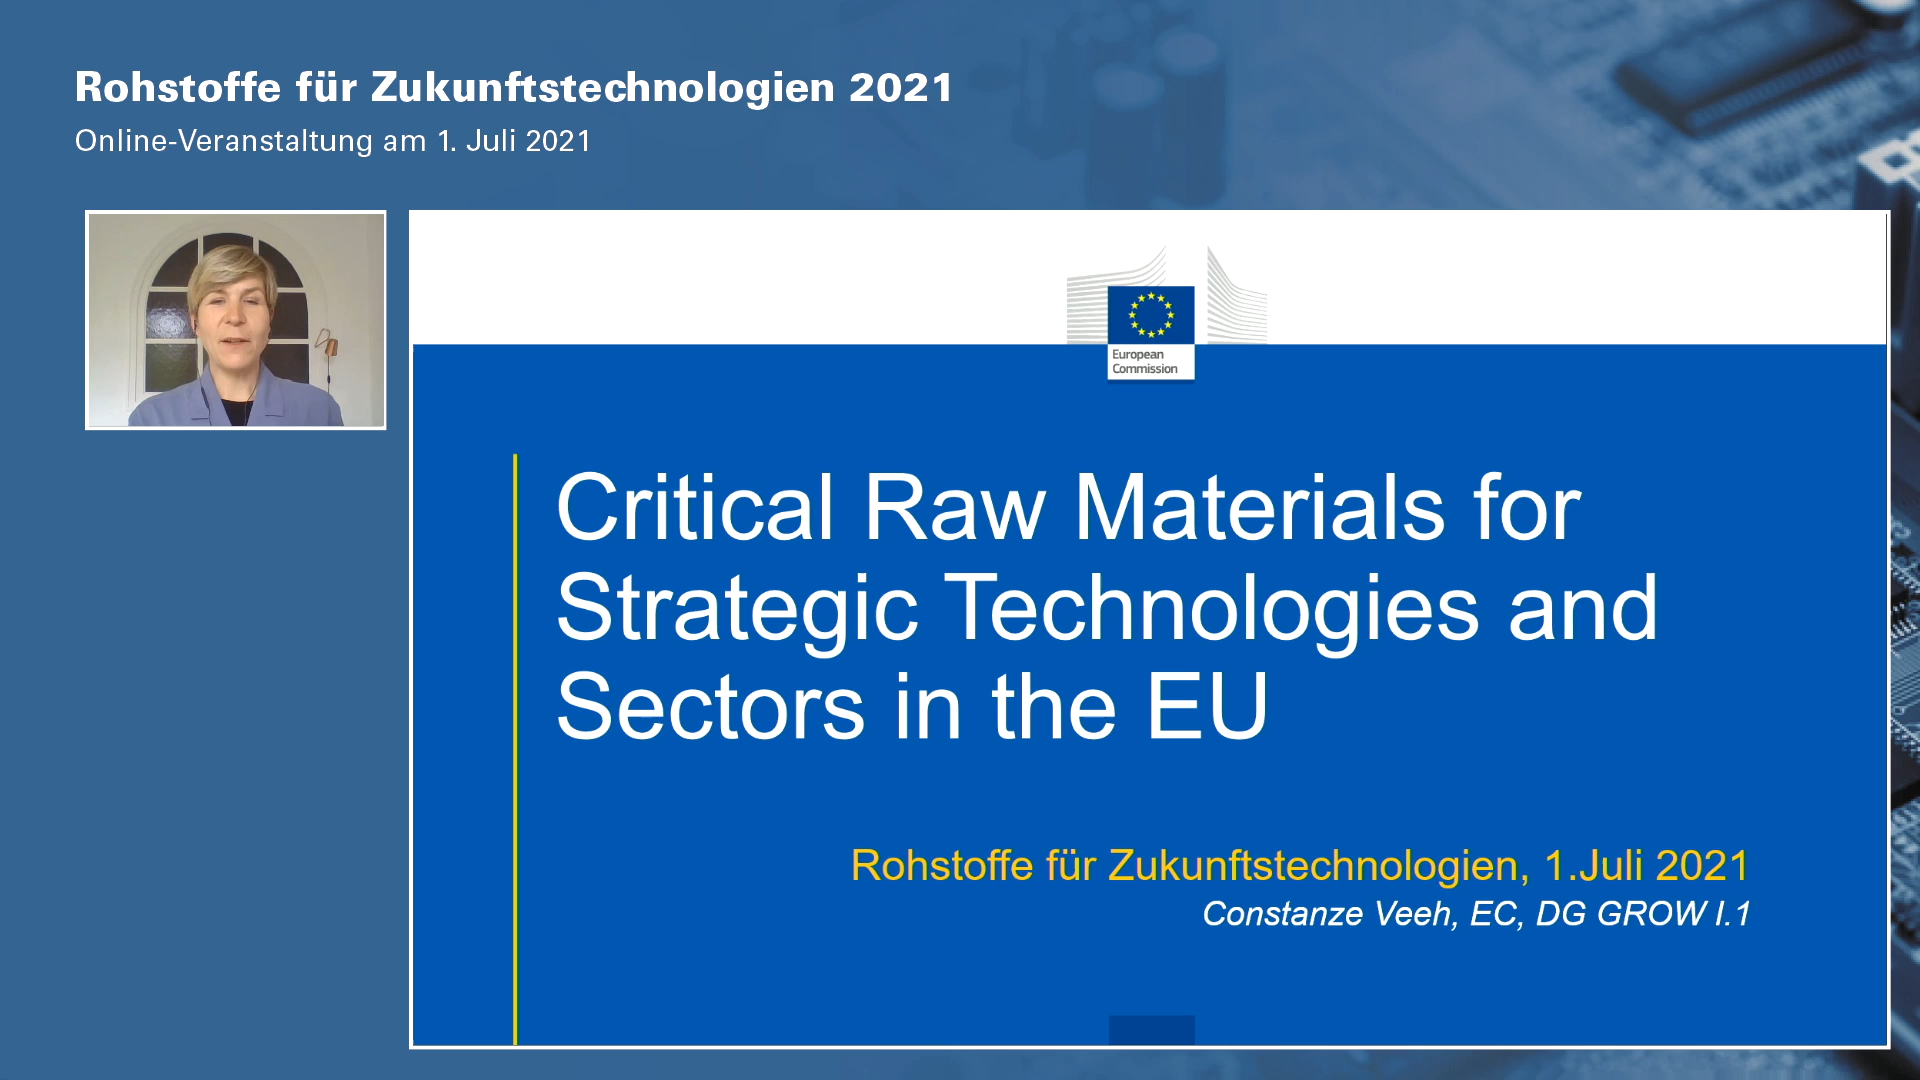 Rohstoffe für Zukunftstechnologien 2021
Online-Veranstaltung am 1. Juli 2021
European
Commission
Critical Raw Materials for
Strategic Technologies and
Sectors in the EU
Rohstoffe für Zukunftstechnologien, 1.Juli 2021
Constanze Veeh, EC, DG GROW I.1